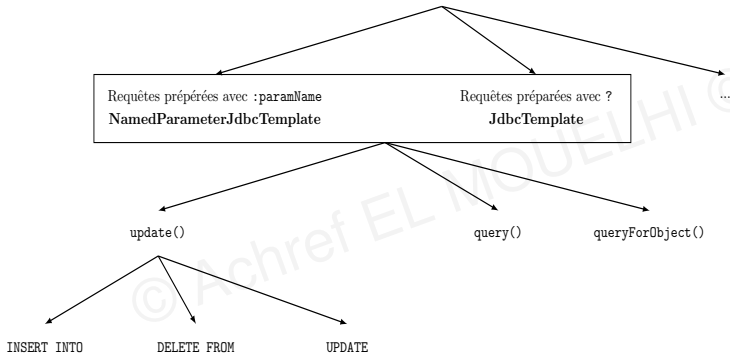 Requêtes prépérées avec :paramName
NamedParameterJdbcTemplate
Requêtes préparées avec ?
JdbcTemplate
...
update()
query()
queryForObject()
INSERT INTO
DELETE FROM
UPDATE
© Achref EL MOUELHI ©